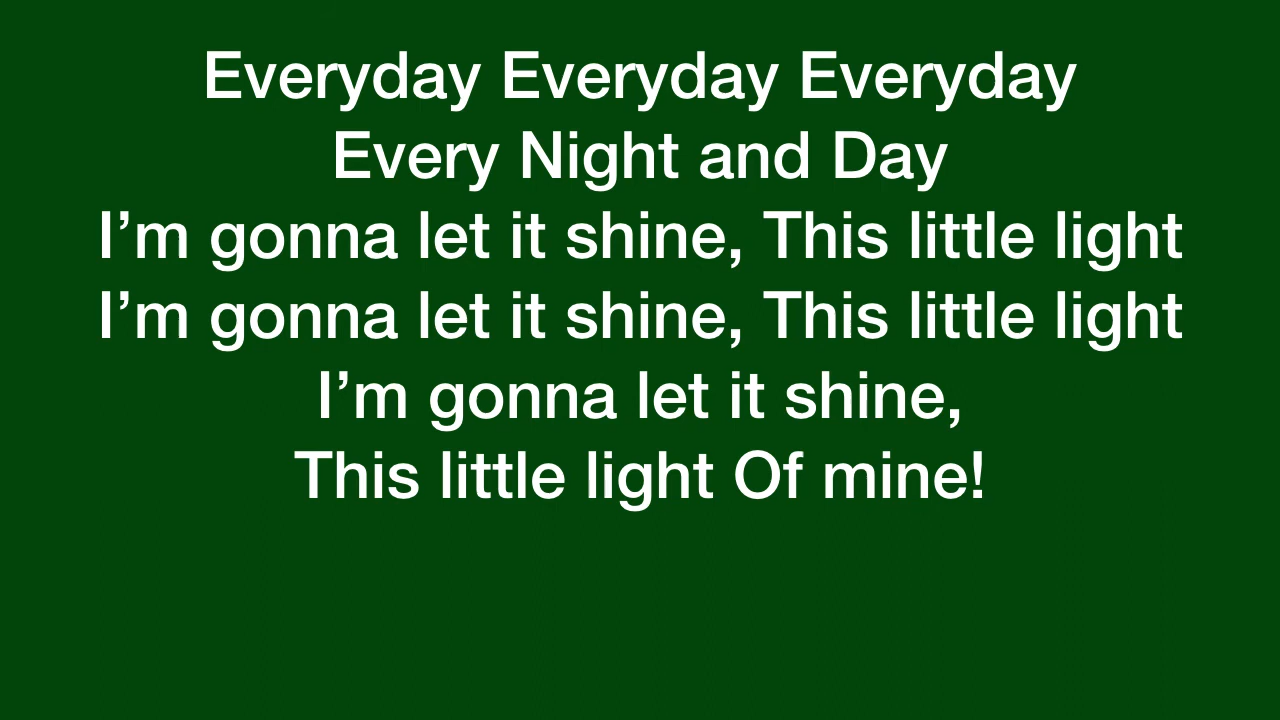 Everyday Everyday Everyday
Every Night and Day
I’m gonna let it shine, This little light
I’m gonna let it shine, This little light
I’m gonna let it shine,
This little light Of mine!